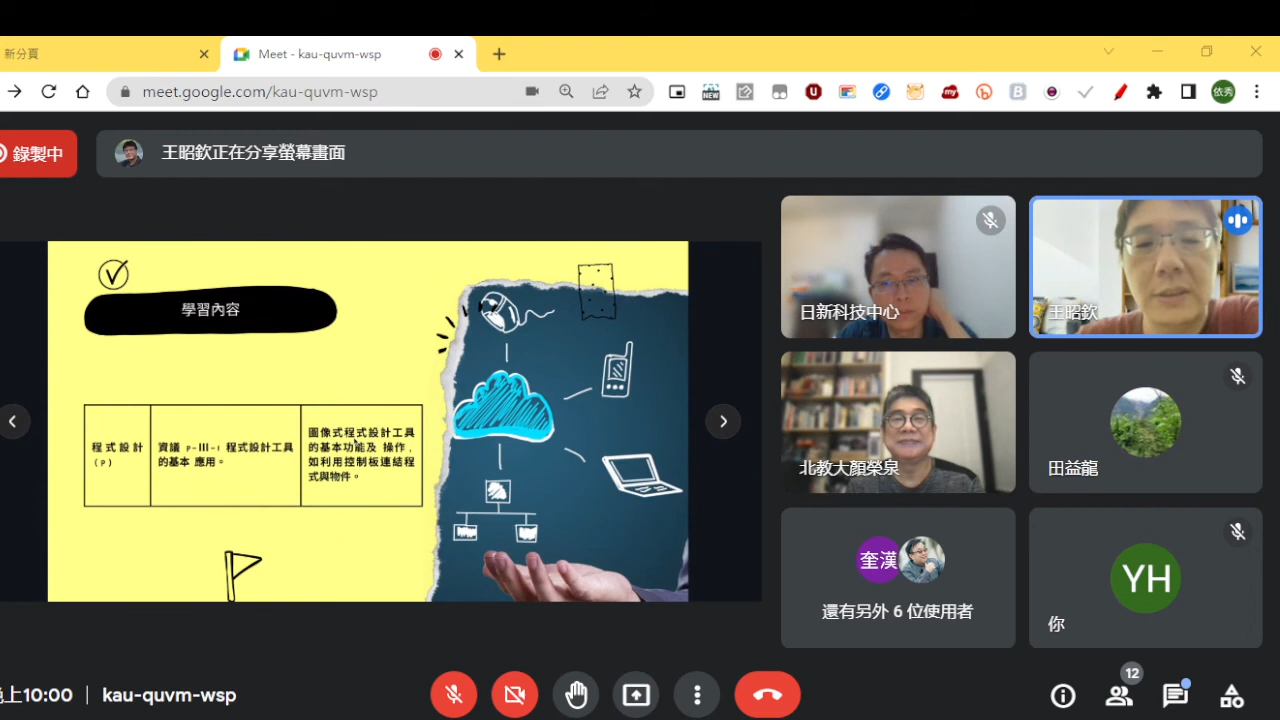 新分頁
Meet - kau-quvm-wsp
meet.google.com/kau-quvm-wsp
NEW
依秀
錄製中
王昭欽正在分享螢幕畫面
學習內容
程式設計
(P)
資議 P-III-1 程式設計工具
的基本 應用。
圖像式程式設計工具
的基本功能及 操作,
如利用控制板連結程
式與物件。
日新科技中心
王昭欽
北教大顏榮泉
田益龍
奎漢
還有另外 6 位使用者
YH
你
晚上10:00
kau-quvm-wsp
12